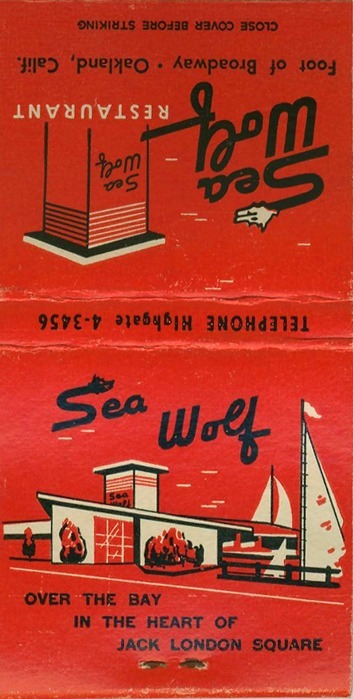 CLOSE COVER BEFORE STRIKING
Foot of Broadway • Oakland, Calif.
RESTAURANT
Sea
Wolf
Sea
Wolf
TELEPHONE HIghgate 4-3456
Sea Wolf
Sea
Wolf
OVER THE BAY
IN THE HEART OF
JACK LONDON SQUARE